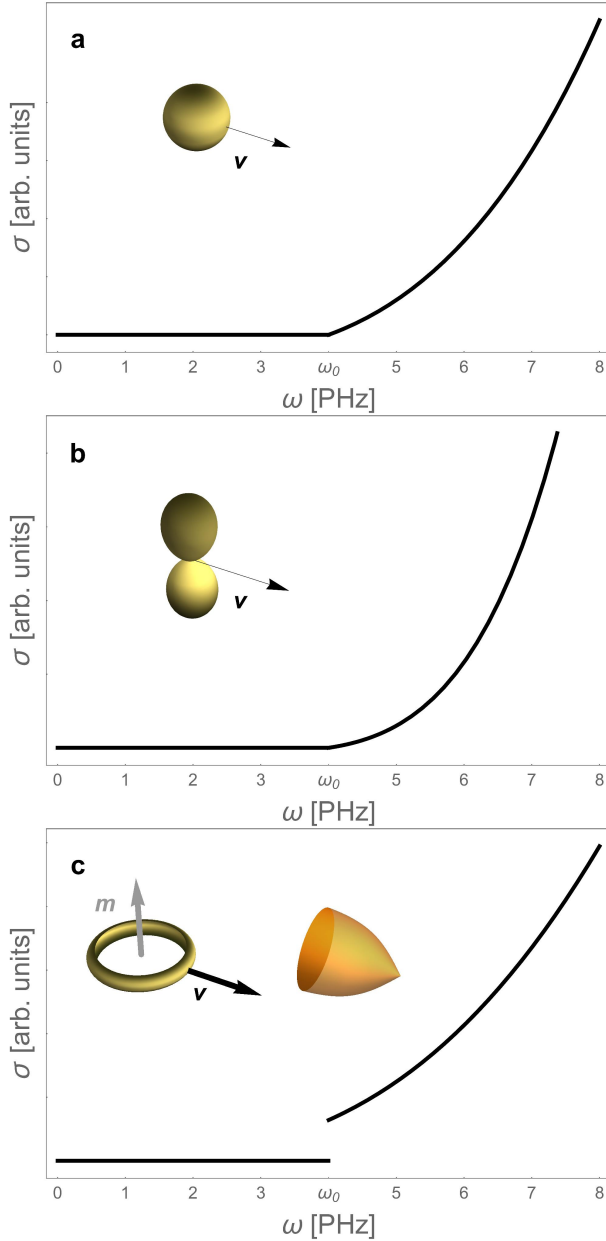 a
v
σ [arb. units]
0 1 2 3 ω₀ 5 6 7 8
ω [PHz]
b
v
σ [arb. units]
0 1 2 3 ω₀ 5 6 7 8
ω [PHz]
c
m
v
σ [arb. units]
0 1 2 3 ω₀ 5 6 7 8
ω [PHz]